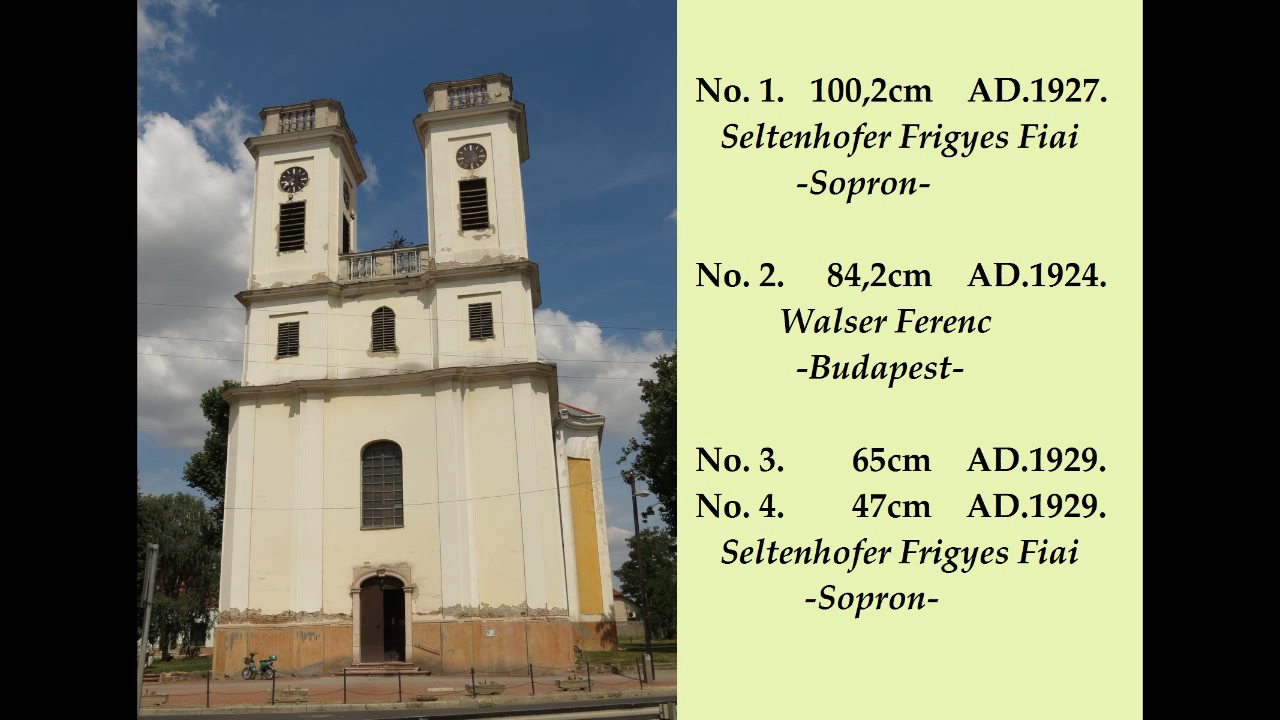 No. 1. 100,2cm AD.1927.
Seltenhofer Frigyes Fiai
-Sopron-
No. 2. 84,2cm AD.1924.
Walser Ferenc
-Budapest-
No. 3. 65cm AD.1929.
No. 4. 47cm AD.1929.
Seltenhofer Frigyes Fiai
-Sopron-